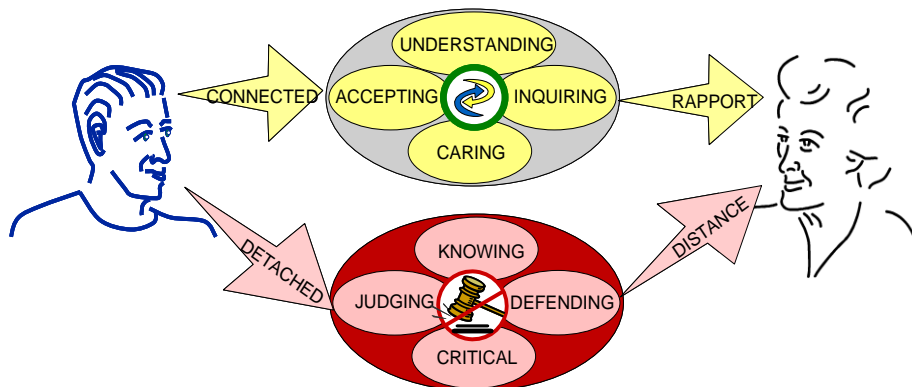 UNDERSTANDING
CONNECTED
ACCEPTING
INQUIRING
RAPPORT
CARING
DETACHED
KNOWING
JUDGING
DEFENDING
CRITICAL
DISTANCE